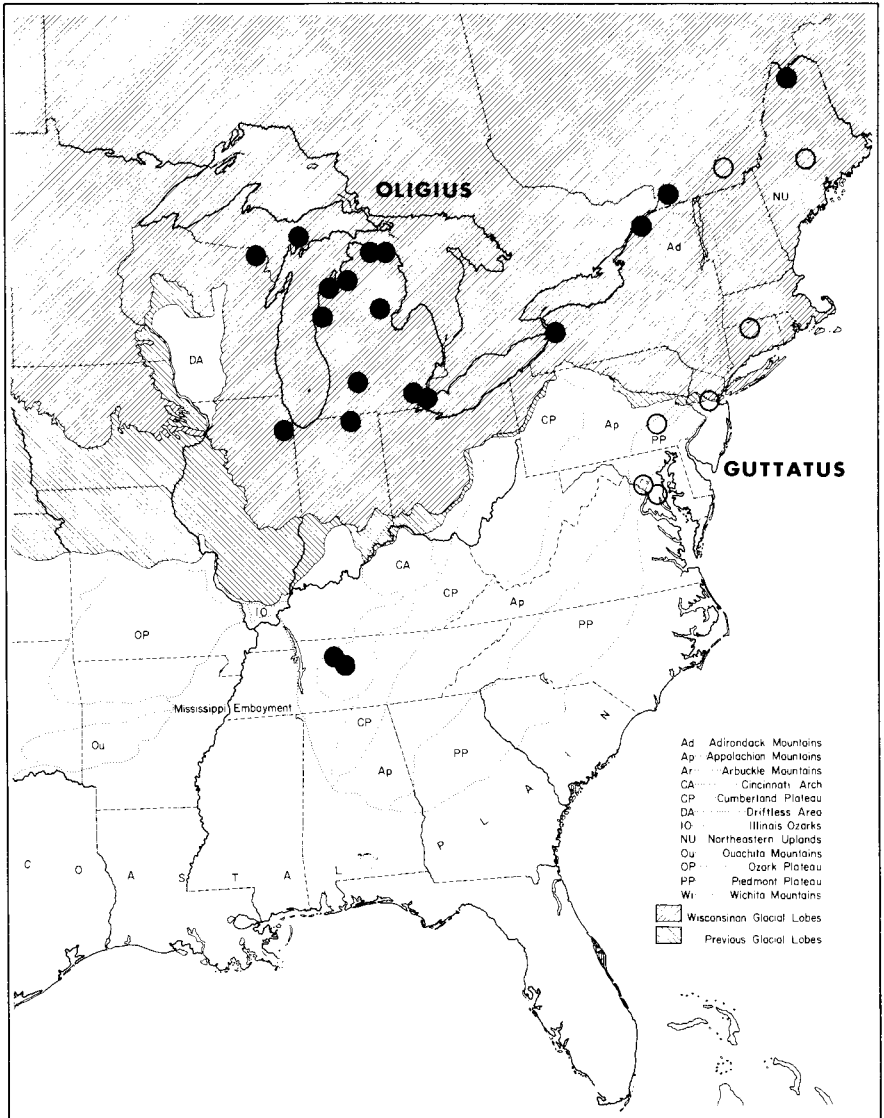 OLIGIUS
NU
Ad
DA
CP
Ap
PP
GUTTATUS
CA
CP
IO
Ap
OP
PP
Mississippi Embayment
CP
PP
Ou
Ap
C O A S T A L P L A I N
Ad Adirondack Mountains
Ap Appalachian Mountains
Ar Arbuckle Mountains
CA Cincinnati Arch
CP Cumberland Plateau
DA Driftless Area
IO Illinois Ozarks
NU Northeastern Uplands
Ou Ouachita Mountains
OP Ozark Plateau
PP Piedmont Plateau
Wi Wichita Mountains
Wisconsinan Glacial Lobes
Previous Glacial Lobes